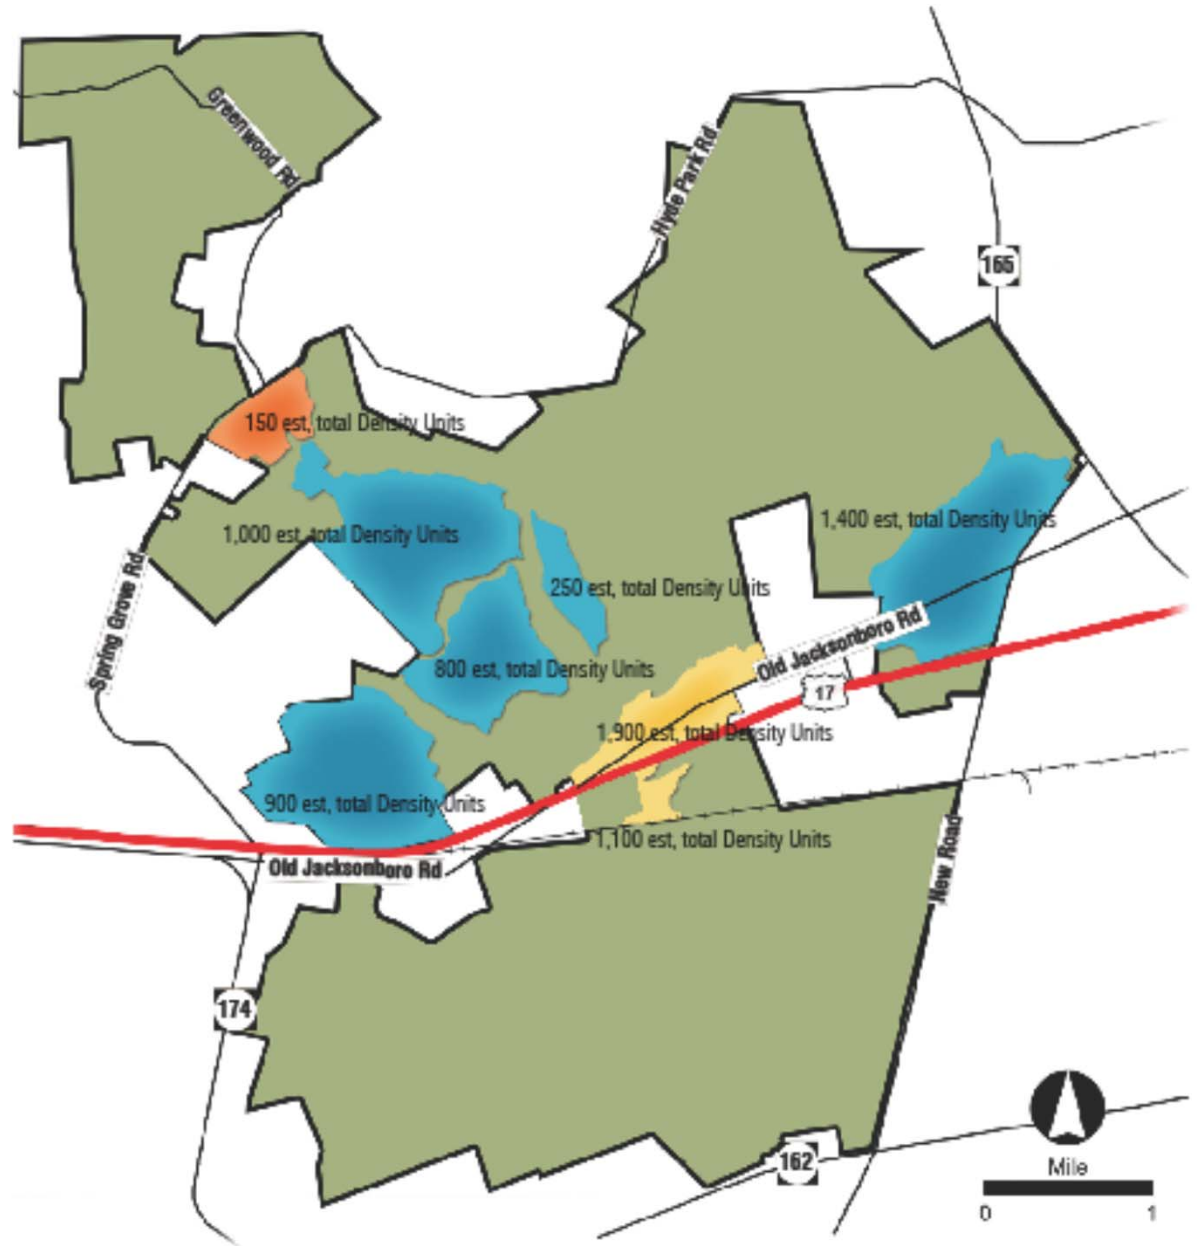 Greenwood Rd
Hyde Park Rd
165
150 est, total Density Units
1,000 est, total Density Units
1,400 est, total Density Units
250 est, total Density Units
Spring Grove Rd
Old Jacksonboro Rd
800 est, total Density Units
17
1,900 est, total Density Units
900 est, total Density Units
1,100 est, total Density Units
Old Jacksonboro Rd
New Road
174
162
Mile
0 1